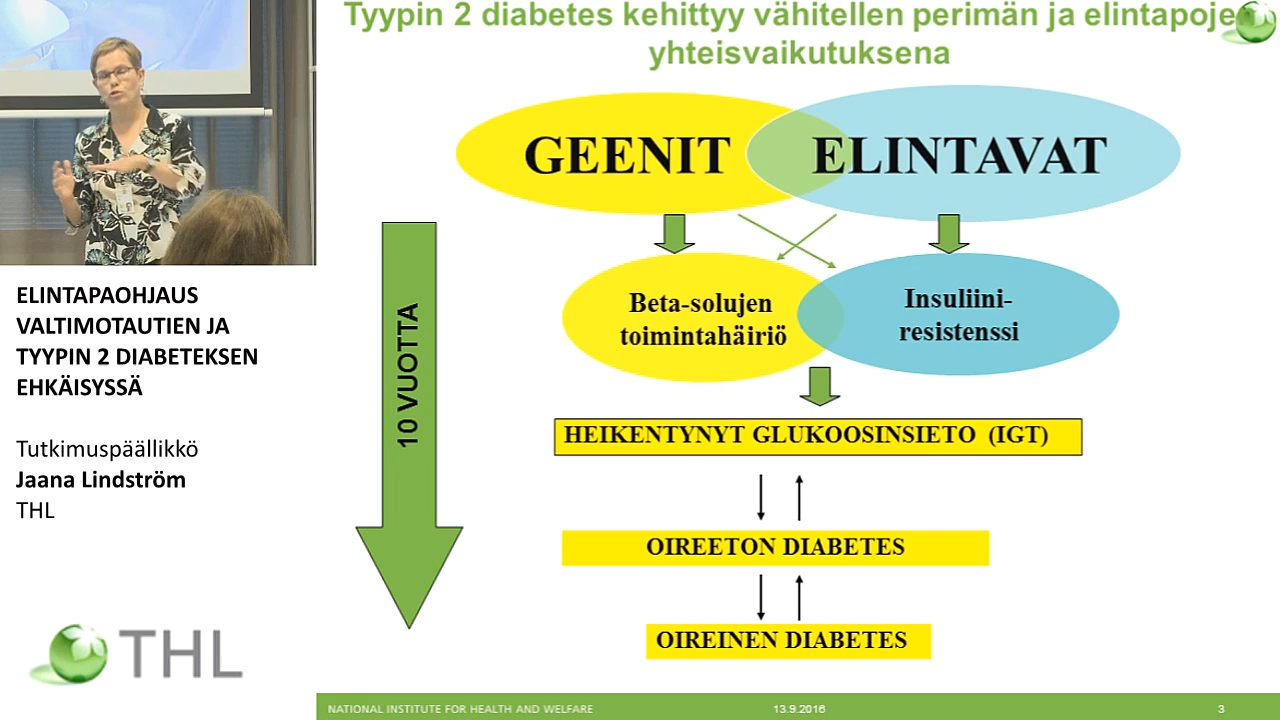 Tyypin 2 diabetes kehittyy vähitellen perimän ja elintapojen
yhteisvaikutuksena
GEENIT
ELINTAVAT
Beta-solujen
toimintahäiriö
Insuliini-
resistenssi
10 VUOTTA
HEIKENTYNYT GLUKOOSINSIETO (IGT)
OIREETON DIABETES
OIREINEN DIABETES
ELINTAPAOHJAUS
VALTIMOTAUTIEN JA
TYYPIN 2 DIABETEKSEN
EHKÄISYSSÄ
Tutkimuspäällikkö
Jaana Lindström
THL
THL
NATIONAL INSTITUTE FOR HEALTH AND WELFARE
13.9.2016
3